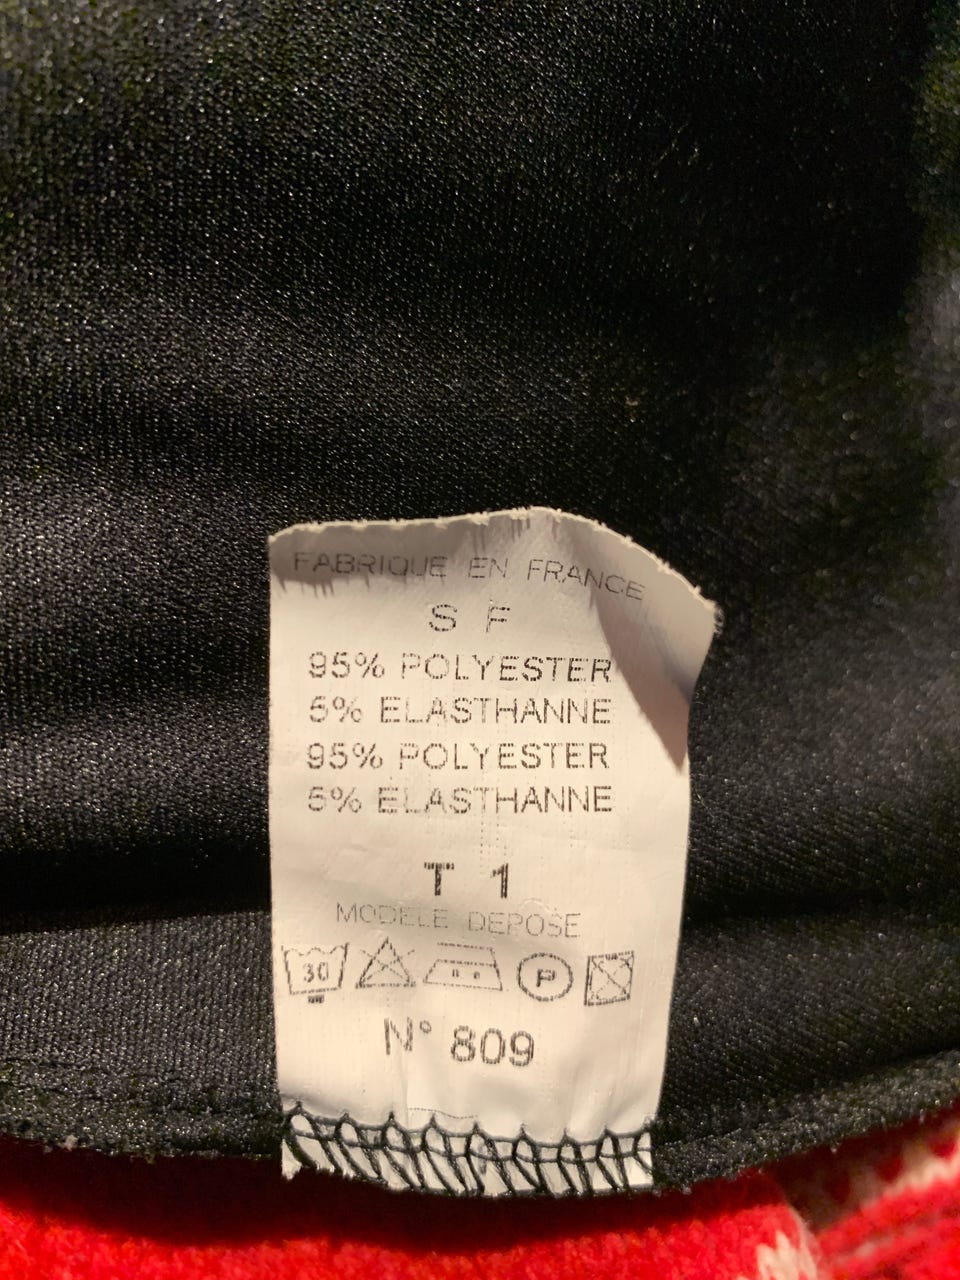 FABRIQUE EN FRANCE
S F
95% POLYESTER
5% ELASTHANNE
95% POLYESTER
5% ELASTHANNE
T 1
MODELE DEPOSE
30 P
N° 809